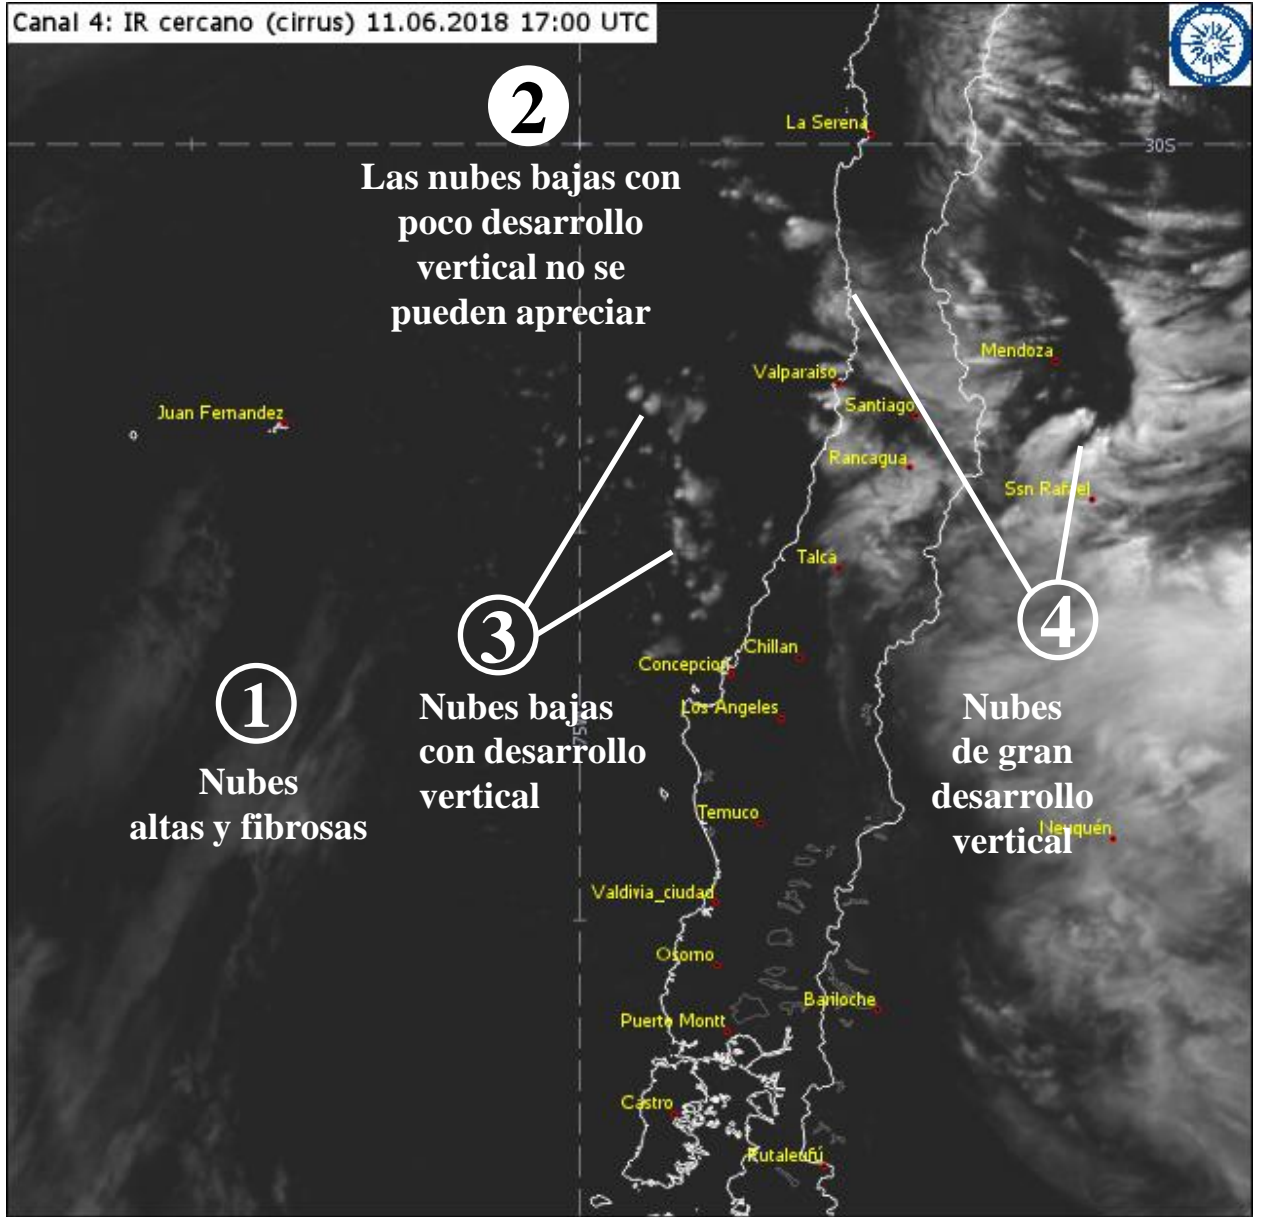 Canal 4: IR cercano (cirrus) 11.06.2018 17:00 UTC
2
Las nubes bajas con
poco desarrollo
vertical no se
pueden apreciar
La Serena
30S
Mendoza
Valparaiso
Santiago
Juan Fernandez
Rancagua
Ssn Rafael
Talca
3
4
Chillan
Concepcion
1
Nubes
altas y fibrosas
Nubes bajas
con desarrollo
vertical
Los Angeles
75W
Nubes
de gran
desarrollo
vertical
Temuco
Neuquén
Valdivia_ciudad
Osorno
Bariloche
Puerto Montt
Castro
Futaleufú